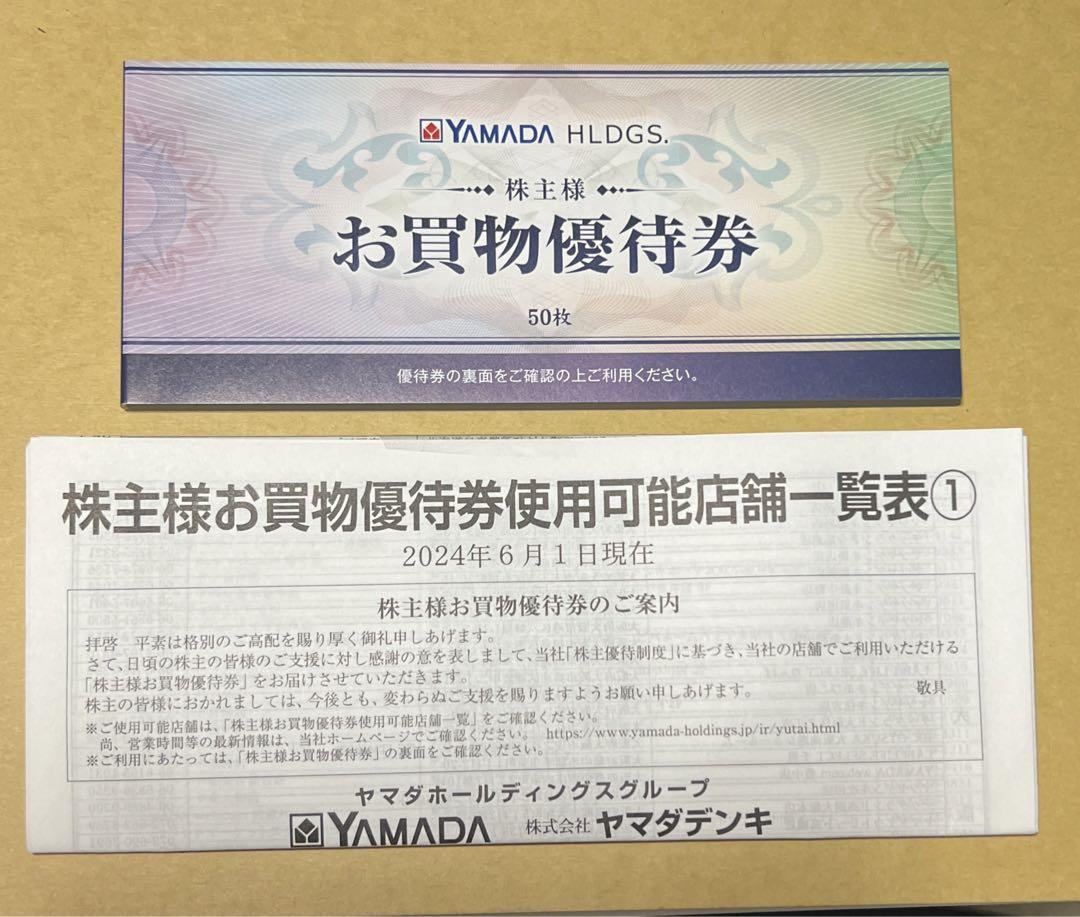 YAMADA HLDGS.
株主様
お買物優待券
50枚
優待券の裏面をご確認の上ご利用ください。
株主様お買物優待券使用可能店舗一覧表①
2024年6月1日現在
株主様お買物優待券のご案内
拝啓　平素は格別のご高配を賜り厚く御礼申しあげます。
さて、日頃の株主の皆様のご支援に対し感謝の意を表しまして、当社「株主優待制度」に基づき、当社の店舗でご利用いただける
「株主様お買物優待券」をお届けさせていただきます。
株主の皆様におかれましては、今後とも、変わらぬご支援を賜りますようお願い申しあげます。　敬具
※ご使用可能店舗は、「株主様お買物優待券使用可能店舗一覧」をご確認ください。
尚、営業時間等の最新情報は、当社ホームページでご確認ください。 https://www.yamada-holdings.jp/ir/yutai.html
※ご利用にあたっては、「株主様お買物優待券」の裏面をご確認ください。
ヤマダホールディングスグループ
YAMADA 株式会社 ヤマダデンキ